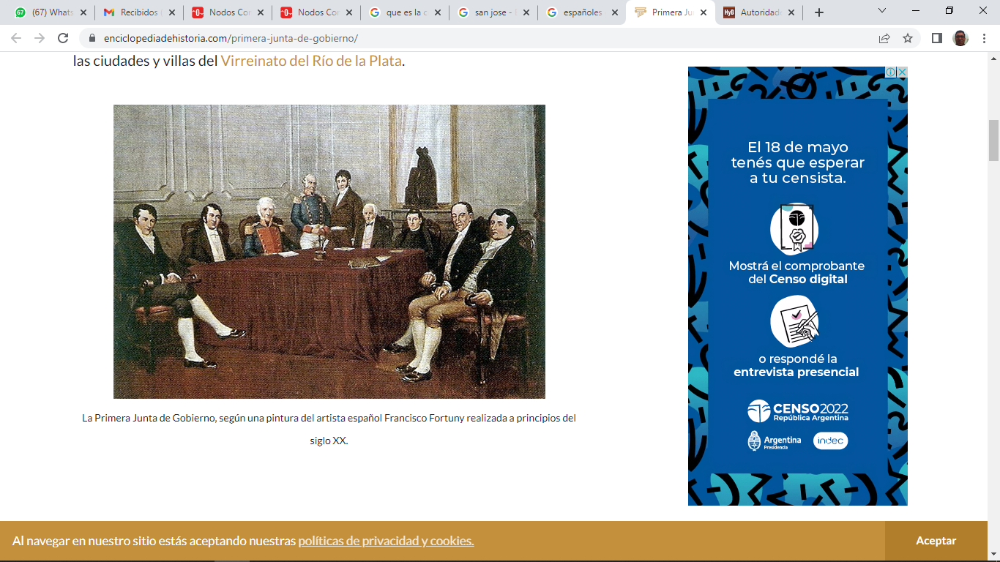 (67) Whats
Recibidos (
Nodos Cor
Nodos Cor
que es la c
san jose - 
españoles
Primera Ju
HyB
Autoridade
enciclopediadehistoria.com/primera-junta-de-gobierno/
las ciudades y villas del Virreinato del Río de la Plata.
La Primera Junta de Gobierno, según una pintura del artista español Francisco Fortuny realizada a principios del
siglo XX.
El 18 de mayo
tenés que esperar
a tu censista.
Mostrá el comprobante
del Censo digital
o respondé la
entrevista presencial
CENSO2022
República Argentina
Argentina
Presidencia
indec
Al navegar en nuestro sitio estás aceptando nuestras políticas de privacidad y cookies.
Aceptar